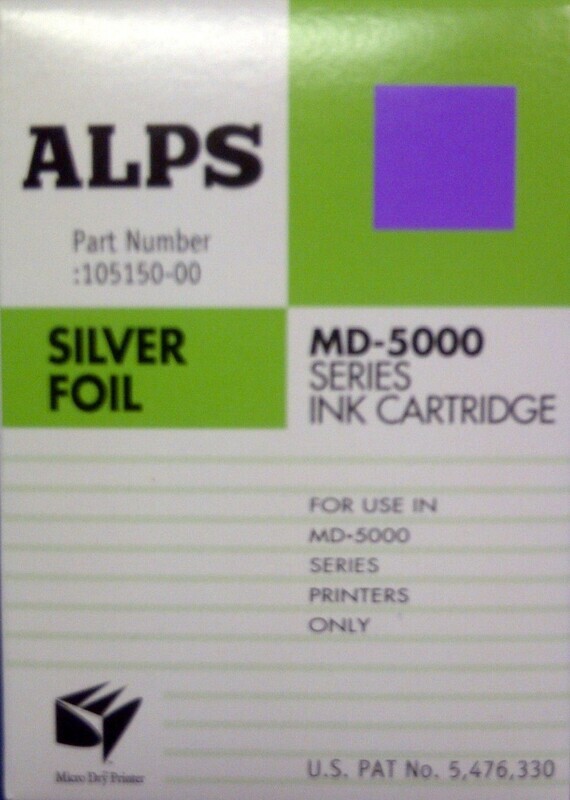 ALPS
Part Number
:105150-00
SILVER
FOIL
MD-5000
SERIES
INK CARTRIDGE
FOR USE IN
MD-5000
SERIES
PRINTERS
ONLY
Micro Dry Printer
U.S. PAT No. 5,476,330